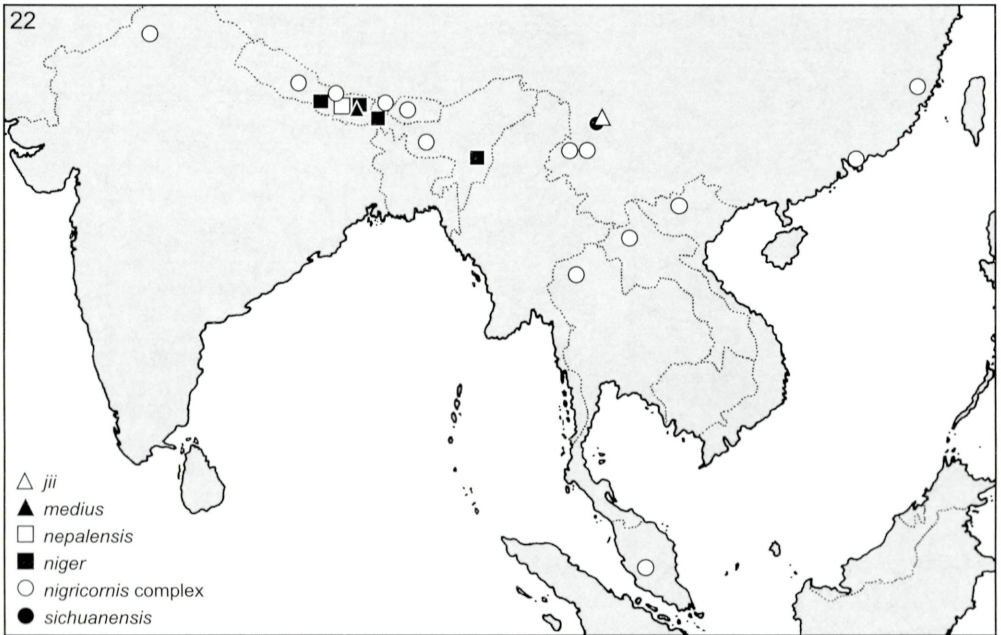 22
jii
medius
nepalensis
niger
nigricornis complex
sichuanensis